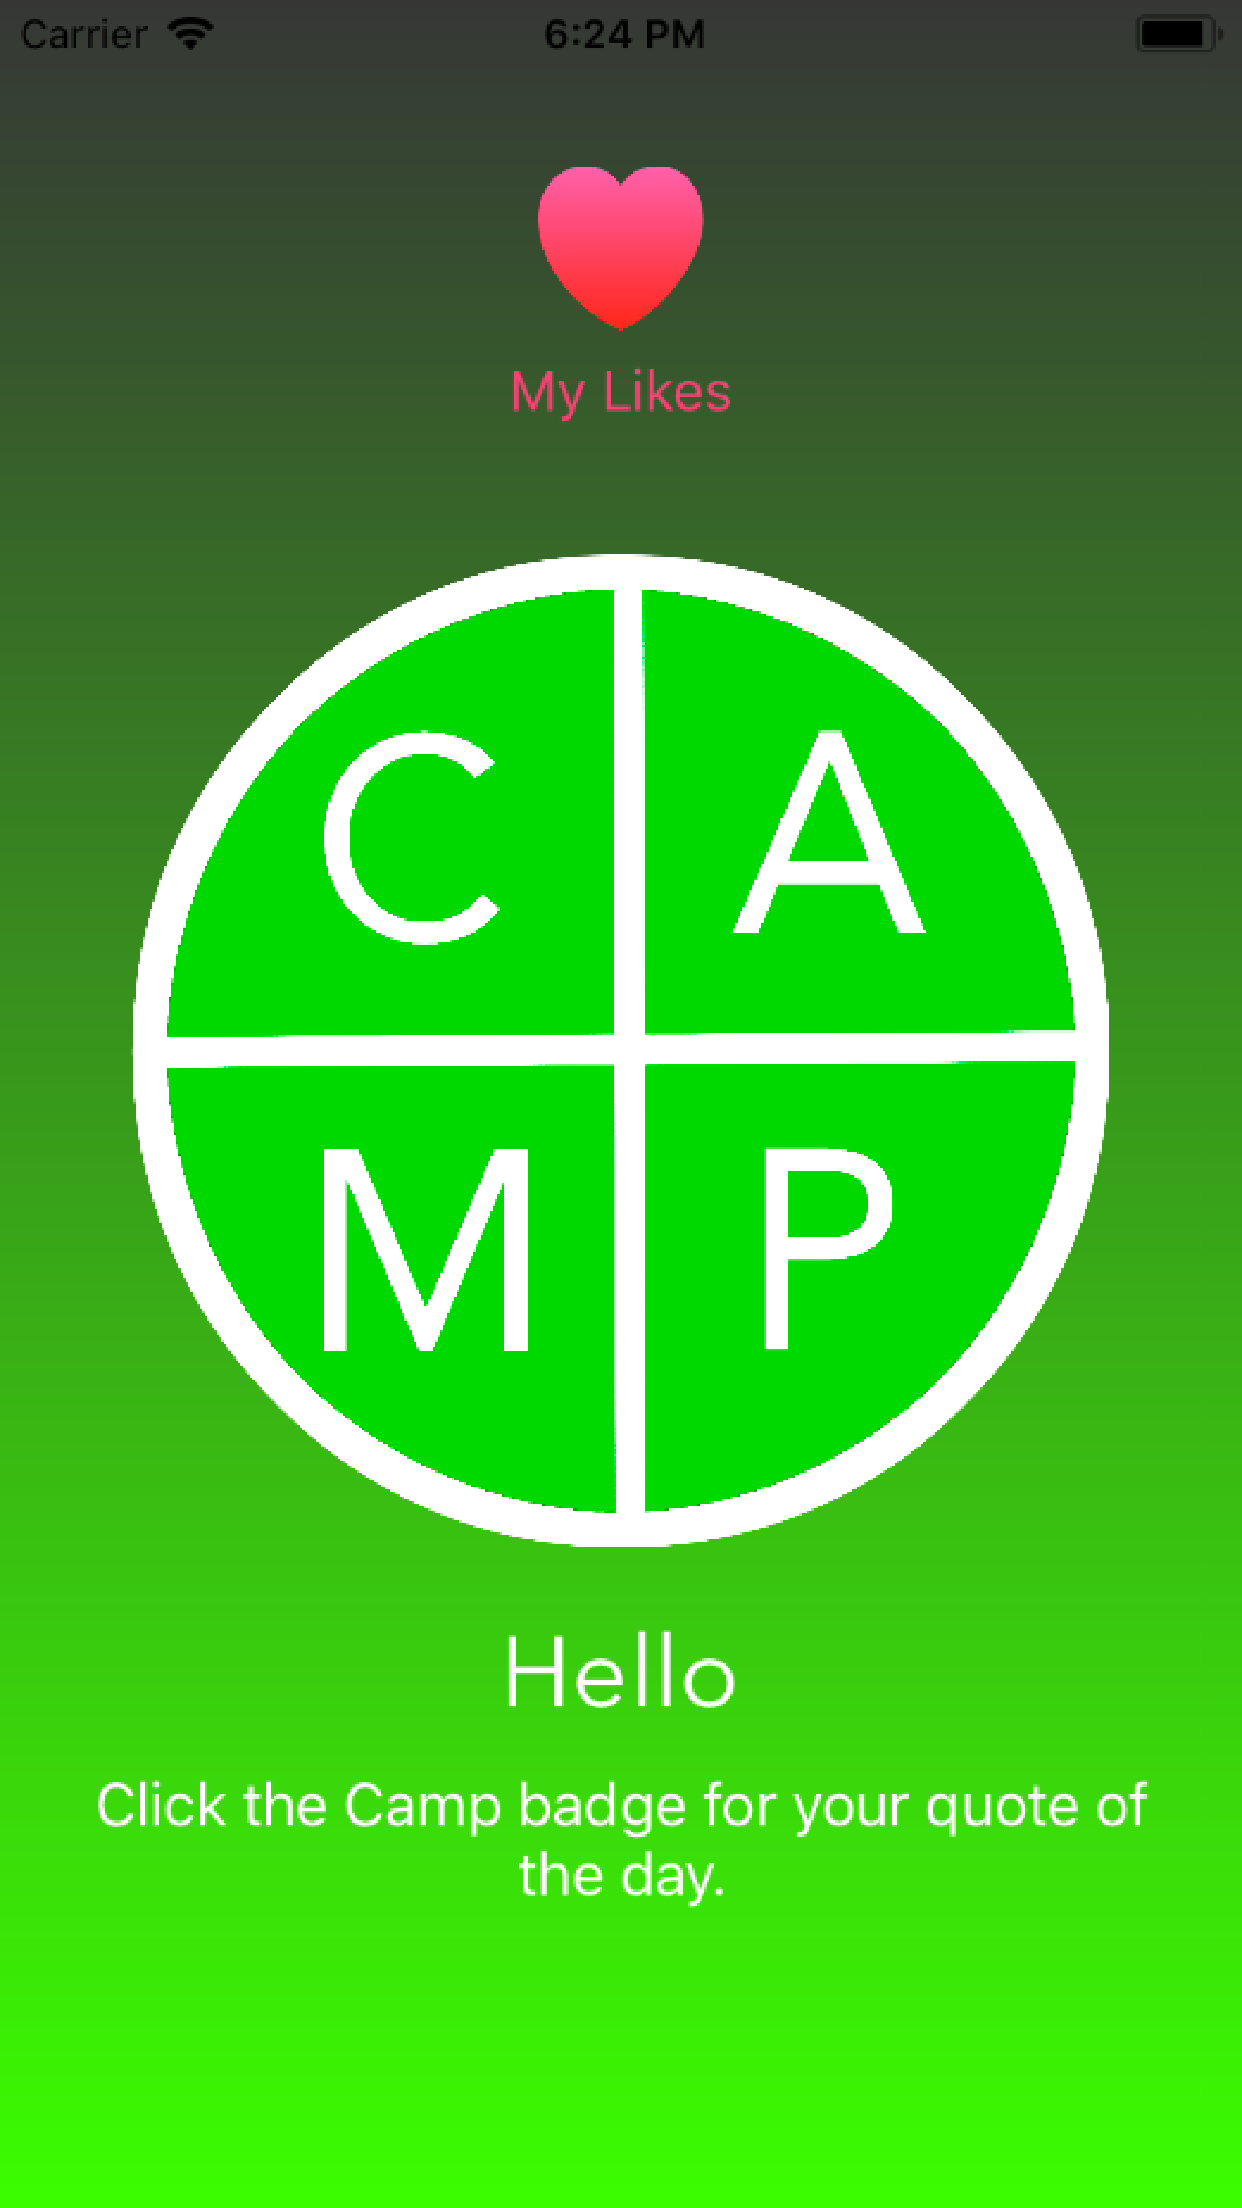 Carrier 6:24 PM
My Likes
C A
M P
Hello
Click the Camp badge for your quote of
the day.